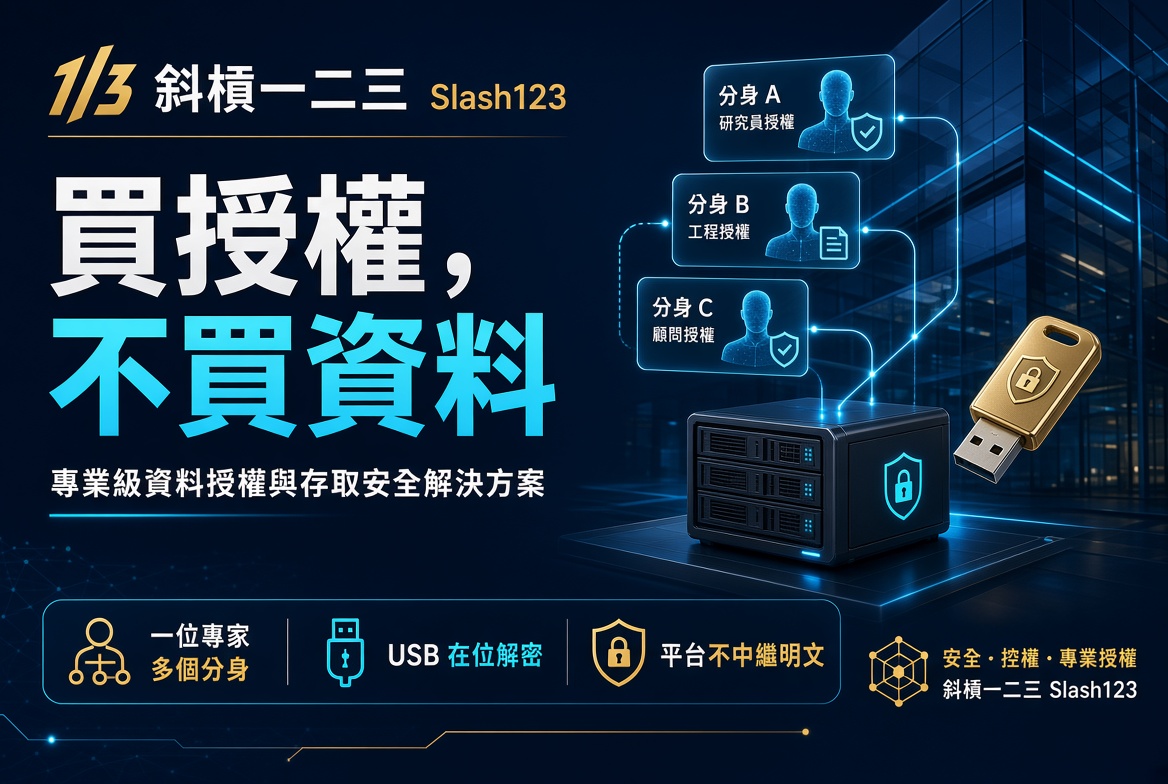 1/3 斜槓一二三 Slash123
買授權，
不買資料
專業級資料授權與存取安全解決方案
分身 A
研究員授權
分身 B
工程授權
分身 C
顧問授權
一位專家
多個分身
USB 在位解密
平台不中繼明文
安全・控權・專業授權
斜槓一二三 Slash123